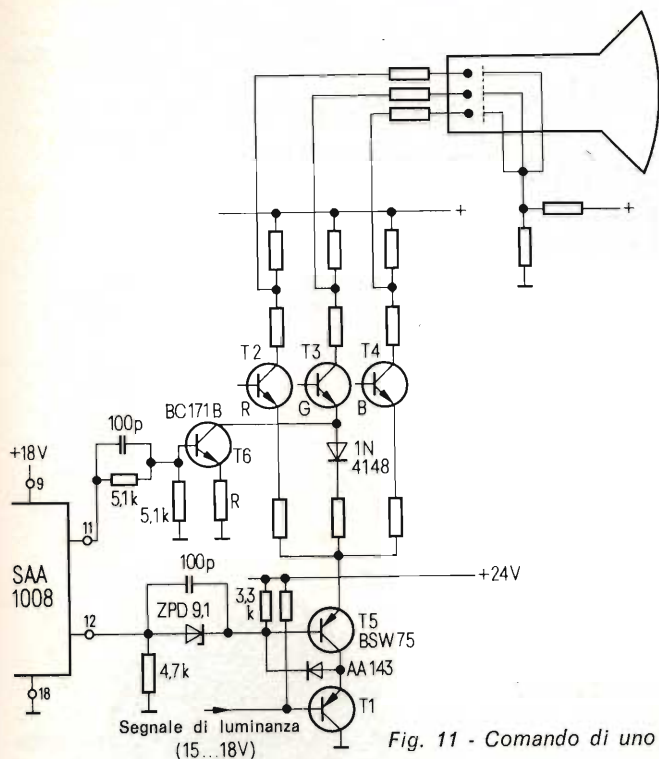 +
+
T2
T3
T4
R
G
B
BC171B
T6
100p
1N
4148
+18V
9
5,1k
5,1k
R
11
SAA
1008
+24V
100p
3,3
k
12
ZPD 9,1
T5
BSW75
AA143
4,7k
18
T1
Segnale di luminanza
(15...18V)
Fig. 11 - Comando di uno